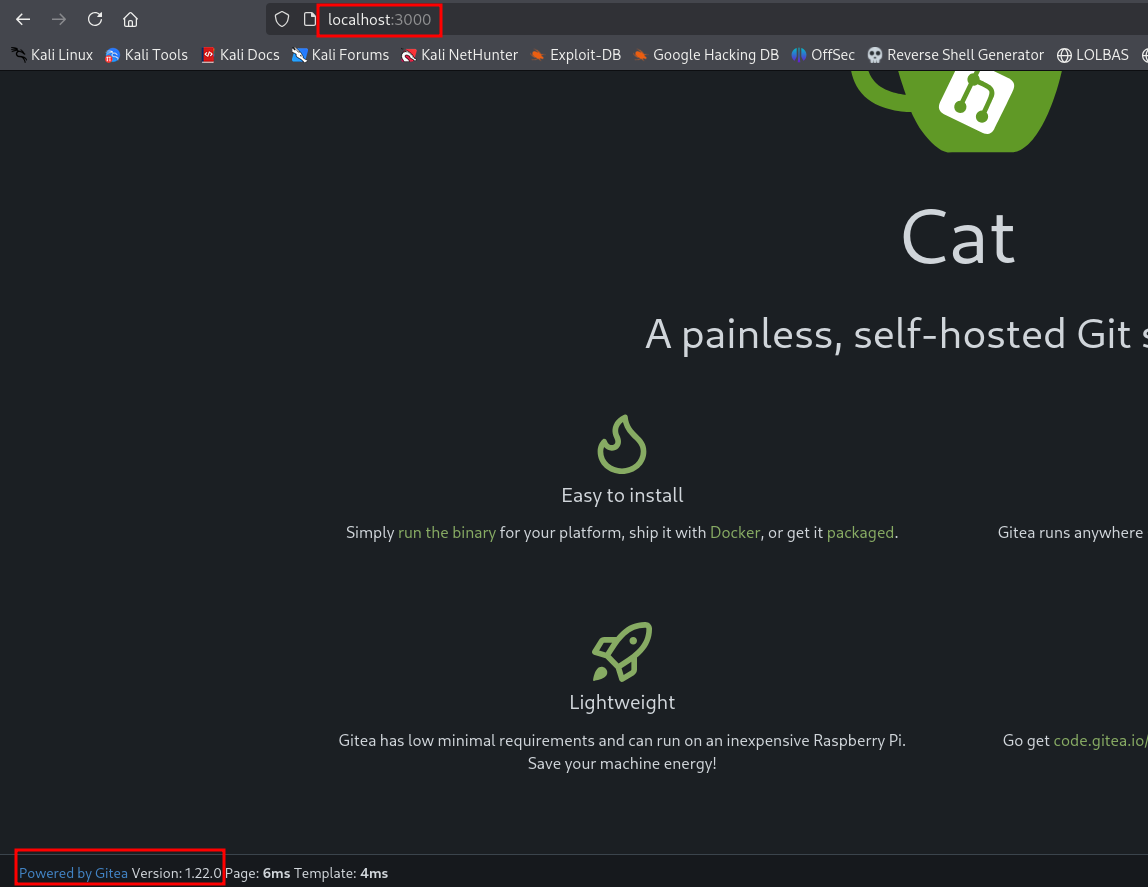 localhost:3000
Kali Linux Kali Tools Kali Docs Kali Forums Kali NetHunter Exploit-DB Google Hacking DB OffSec Reverse Shell Generator LOLBAS
Cat
A painless, self-hosted Git
Easy to install
Simply run the binary for your platform, ship it with Docker, or get it packaged.
Gitea runs anywhere
Lightweight
Gitea has low minimal requirements and can run on an inexpensive Raspberry Pi.
Save your machine energy!
Go get code.gitea.io/
Powered by Gitea Version: 1.22.0 Page: 6ms Template: 4ms